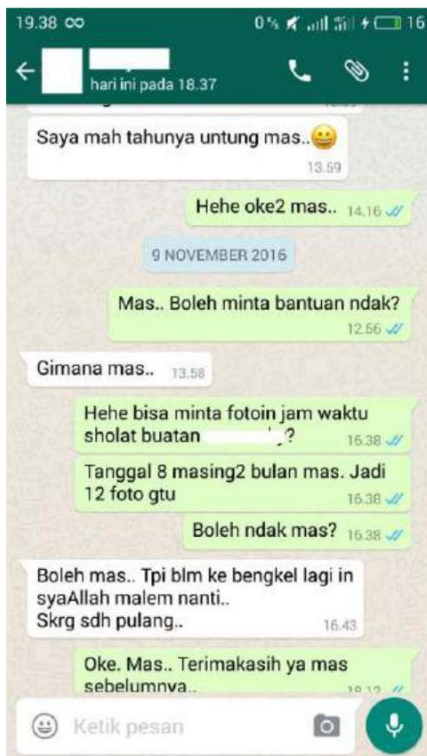 19.38
0%
16
hari ini pada 18.37
Saya mah tahunya untung mas..😀
13.59
Hehe oke2 mas..
14.16
9 NOVEMBER 2016
Mas.. Boleh minta bantuan ndak?
12.56
Gimana mas..
13.58
Hehe bisa minta fotoin jam waktu
sholat buatan ?
16.38
Tanggal 8 masing2 bulan mas. Jadi
12 foto gtu
16.38
Boleh ndak mas?
16.38
Boleh mas.. Tpi blm ke bengkel lagi in
syaAllah malem nanti..
Skrg sdh pulang..
16.43
Oke. Mas.. Terimakasih ya mas
sebelumnya..
Ketik pesan